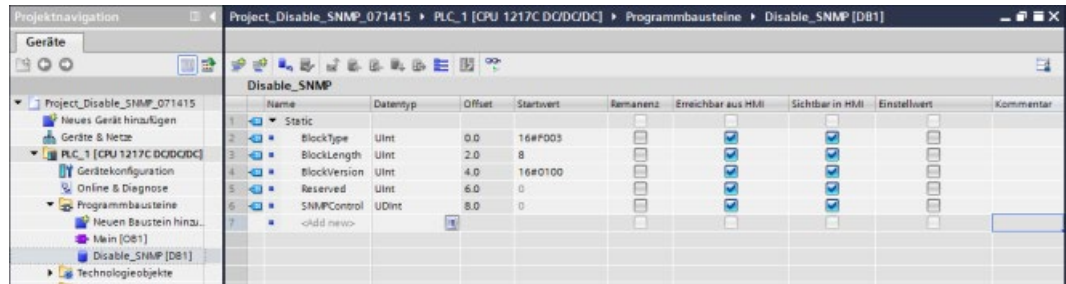 Projektnavigation
Project_Disable_SNMP_071415 ▸ PLC_1 [CPU 1217C DC/DC/DC] ▸ Programmbausteine ▸ Disable_SNMP [DB1]
Geräte
Disable_SNMP
Name Datentyp Offset Startwert Remanenz Erreichbar aus HMI Sichtbar in HMI Einstellwert Kommentar
1 Static
2 BlockType UInt 0.0 16#F003
3 BlockLength UInt 2.0 8
4 BlockVersion UInt 4.0 16#0100
5 Reserved UInt 6.0 0
6 SNMPControl UDInt 8.0 0
7 <Add new>
Project_Disable_SNMP_071415
Neues Gerät hinzufügen
Geräte & Netze
PLC_1 [CPU 1217C DC/DC/DC]
Gerätekonfiguration
Online & Diagnose
Programmbausteine
Neuen Baustein hinzu..
Main [OB1]
Disable_SNMP [DB1]
Technologieobjekte